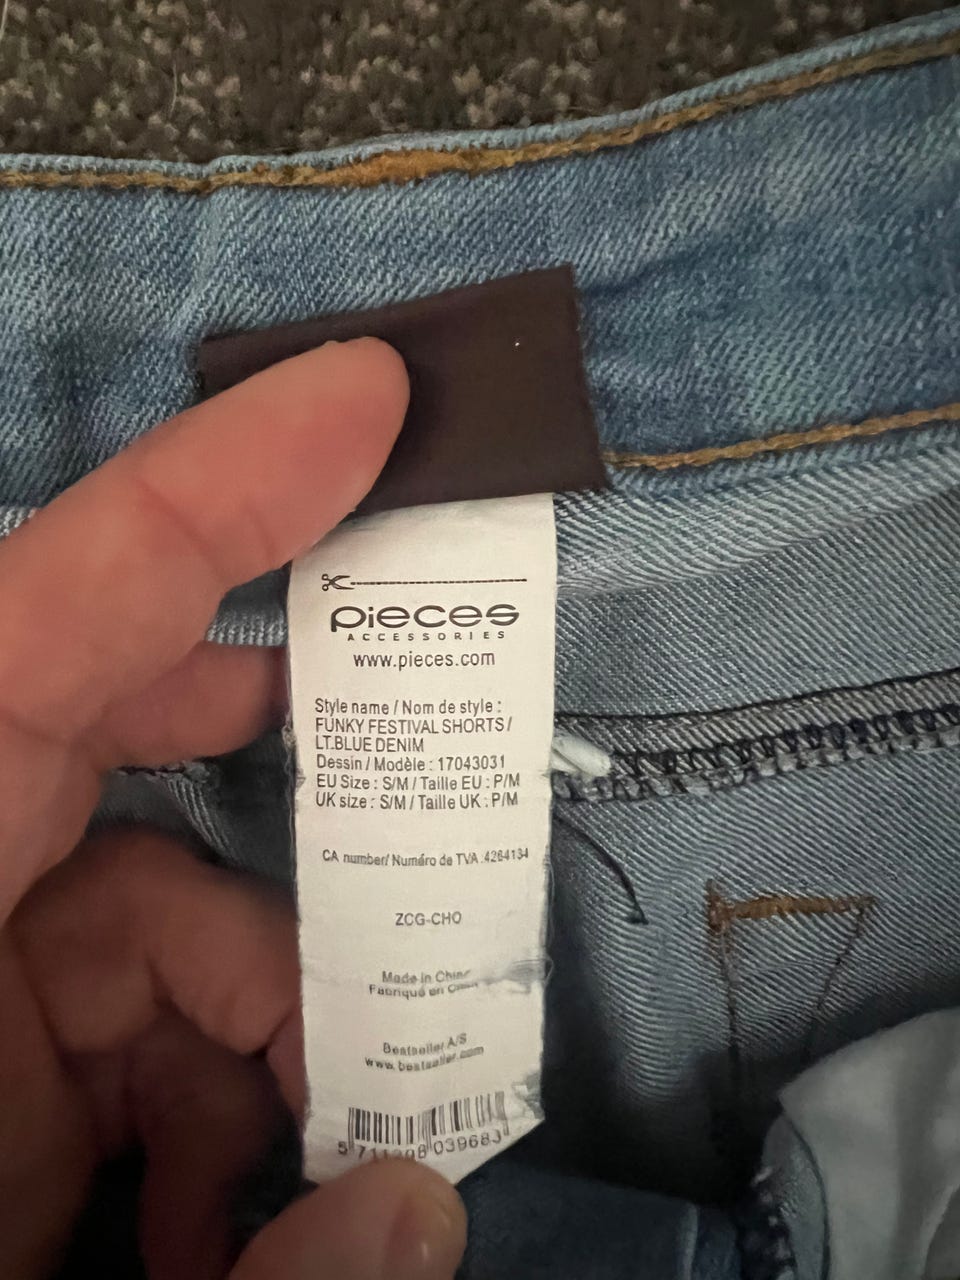 pieces
ACCESSORIES
www.pieces.com
Style name / Nom de style :
FUNKY FESTIVAL SHORTS /
LT.BLUE DENIM
Dessin / Modèle : 17043031
EU Size : S/M / Taille EU : P/M
UK size : S/M / Taille UK : P/M
CA number/ Numéro de TVA :4264134
ZCG-CHO
Made in China
Fabriqué en
Bestseller A/S
www.bestseller.com